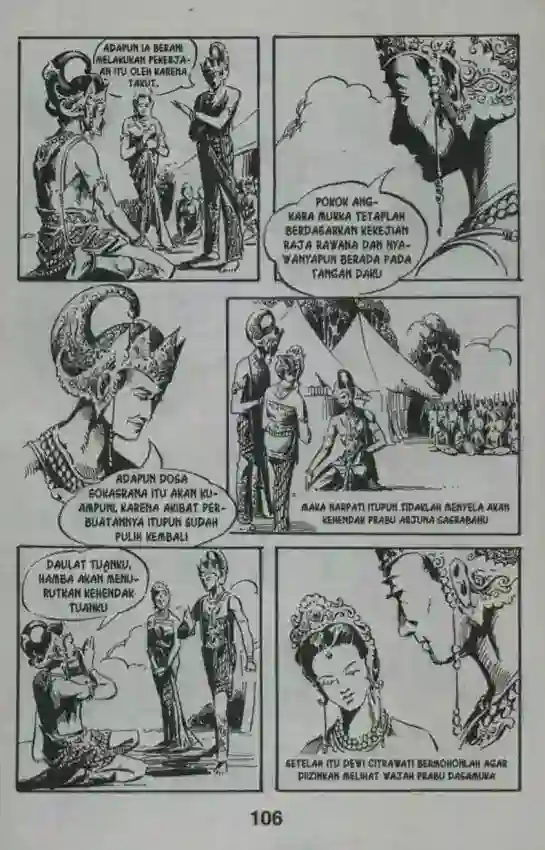 ADAPUN IA BERANI
MELAKUKAN PEKERJA-
AN ITU OLEH KARENA
TAKUT.
POKOK ANG-
KARA MURKA TETAPLAH
BERDASARKAN KEKEJIAN
RAJA RAWANA DAN NYA-
WANYAPUN BERADA PADA
TANGAN DAKU
ADAPUN DOSA
SOKASRANA ITU AKAN KU-
AMPUNI, KARENA AKIBAT PER-
BUATANNYA ITUPUN SUDAH
PULIH KEMBALI
MAKA NARPATI ITUPUN TIDAKLAH MENYELA AKAN
KEHENDAK PRABU ARJUNA SASRABAHU
DAULAT TUANKU,
HAMBA AKAN MENU-
RUTKAN KEHENDAK
TUANKU
SETELAH ITU DEWI CITRAWATI BERMOHONLAH AGAR
DIIZINKAN MELIHAT WAJAH PRABU DASAMUKA
106